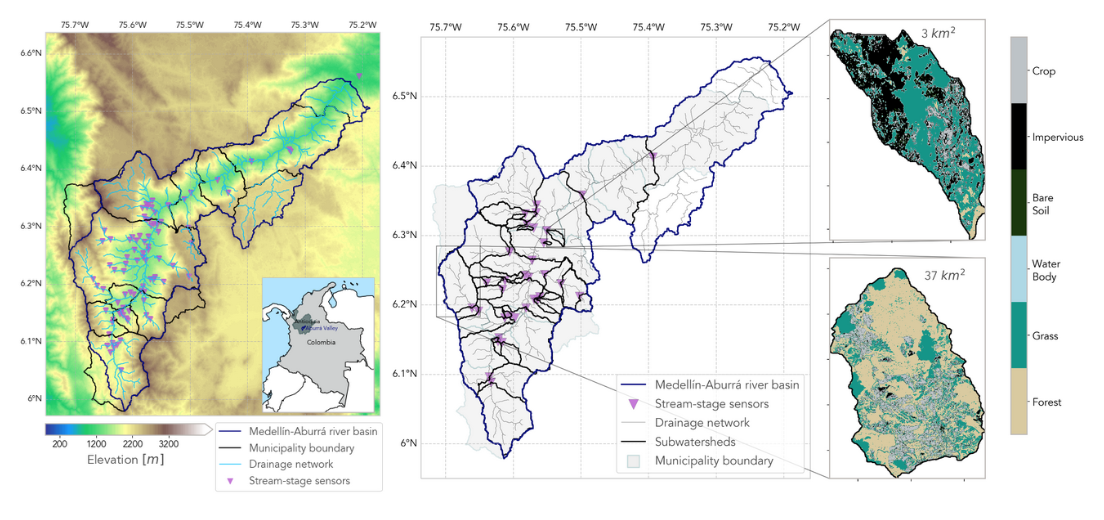 75.7°W 75.6°W 75.5°W 75.4°W 75.3°W 75.2°W
6.6°N
6.5°N
6.4°N
6.3°N
6.2°N
6.1°N
6°N
Antioquia
Aburrá Valley
Colombia
200 1200 2200 3200
Elevation [m]
Medellín-Aburrá river basin
Municipality boundary
Drainage network
Stream-stage sensors
75.7°W 75.6°W 75.5°W 75.4°W 75.3°W 75.2°W
6.5°N
6.4°N
6.3°N
6.2°N
6.1°N
6°N
Medellín-Aburrá river basin
Stream-stage sensors
Drainage network
Subwatersheds
Municipality boundary
3 km²
37 km²
Crop
Impervious
Bare
Soil
Water
Body
Grass
Forest